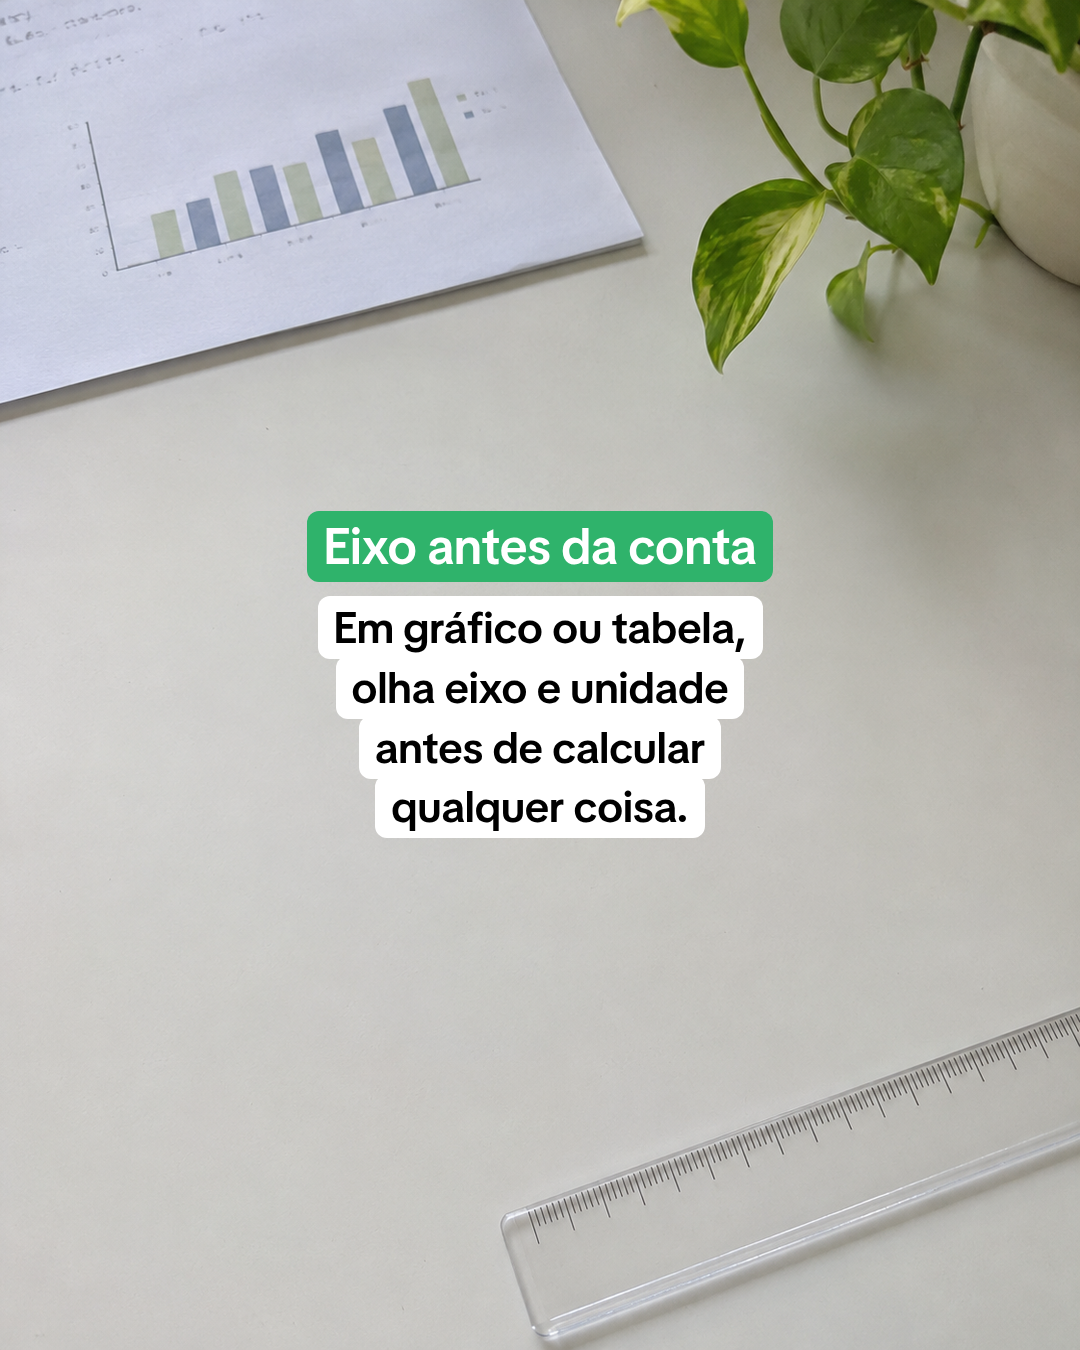 Eixo antes da conta
Em gráfico ou tabela,
olha eixo e unidade
antes de calcular
qualquer coisa.